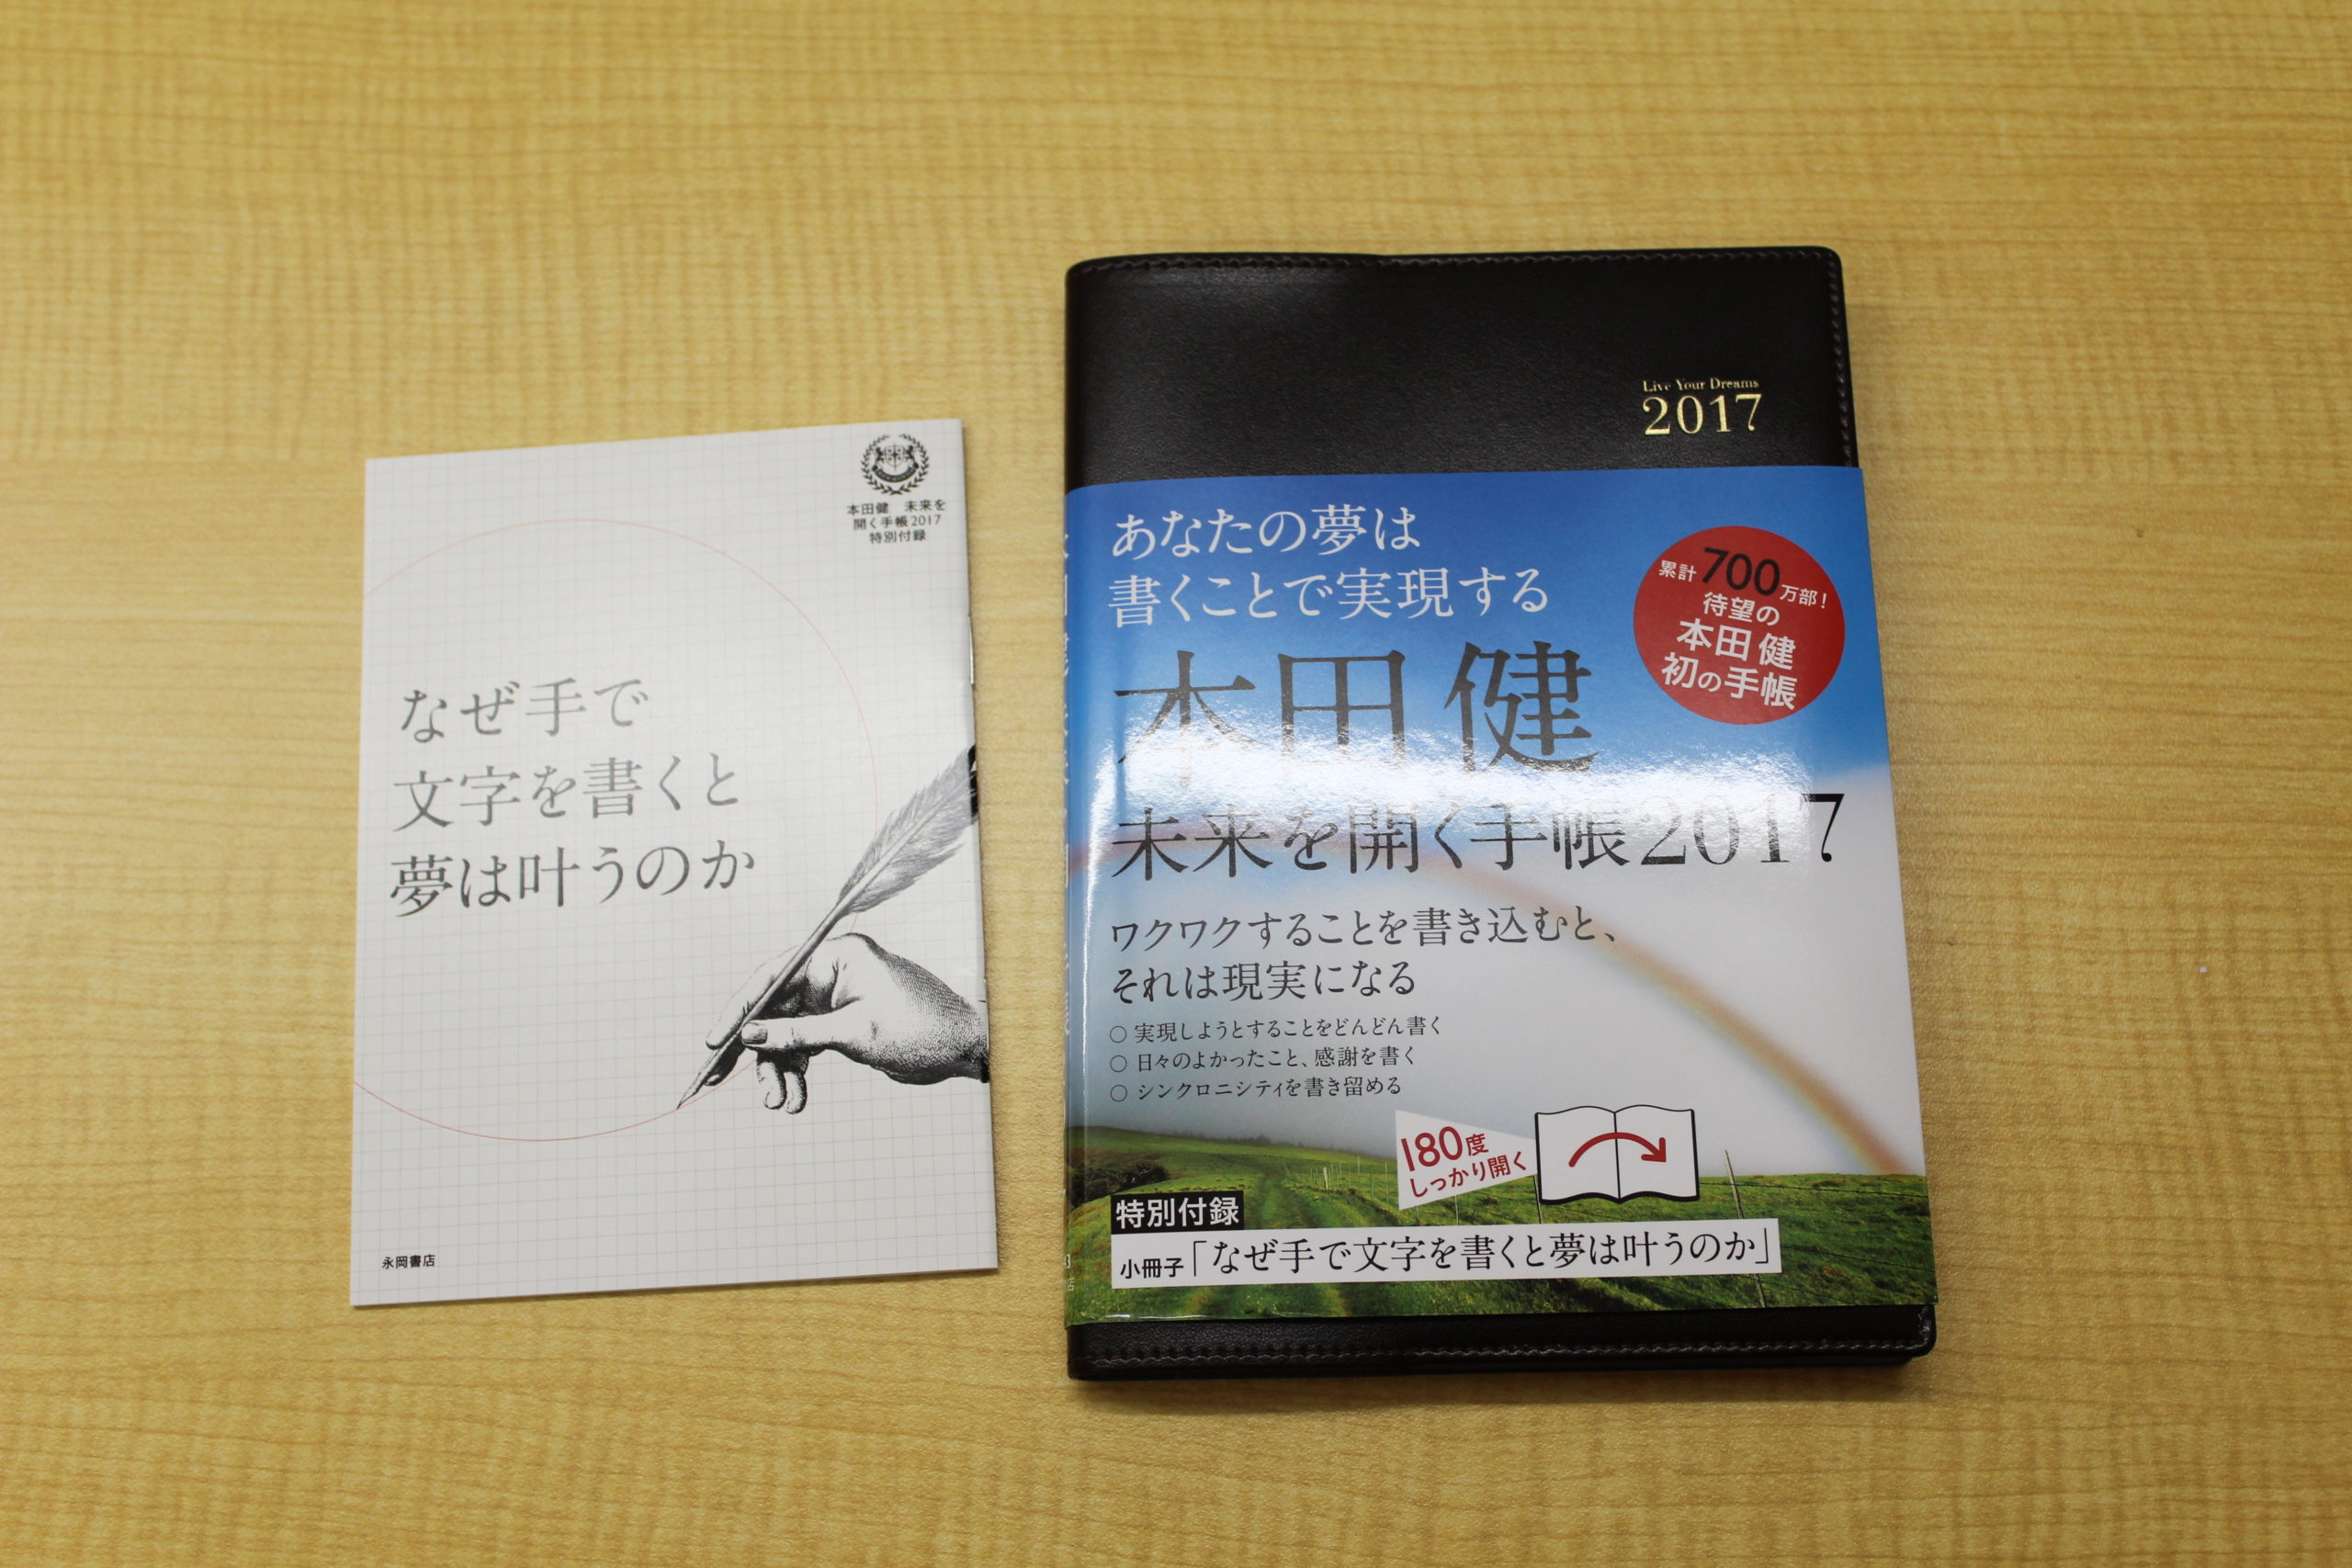 本田健 未来を
開く手帳2017
特別付録
なぜ手で
文字を書くと
夢は叶うのか
永岡書店
Live Your Dreams
2017
あなたの夢は
書くことで実現する
累計700万部!
待望の
本田 健
初の手帳
本田 健
未来を開く手帳2017
ワクワクすることを書き込むと、
それは現実になる
○ 実現しようとすることをどんどん書く
○ 日々のよかったこと、感謝を書く
○ シンクロニシティを書き留める
180度
しっかり開く
特別付録
小冊子「なぜ手で文字を書くと夢は叶うのか」